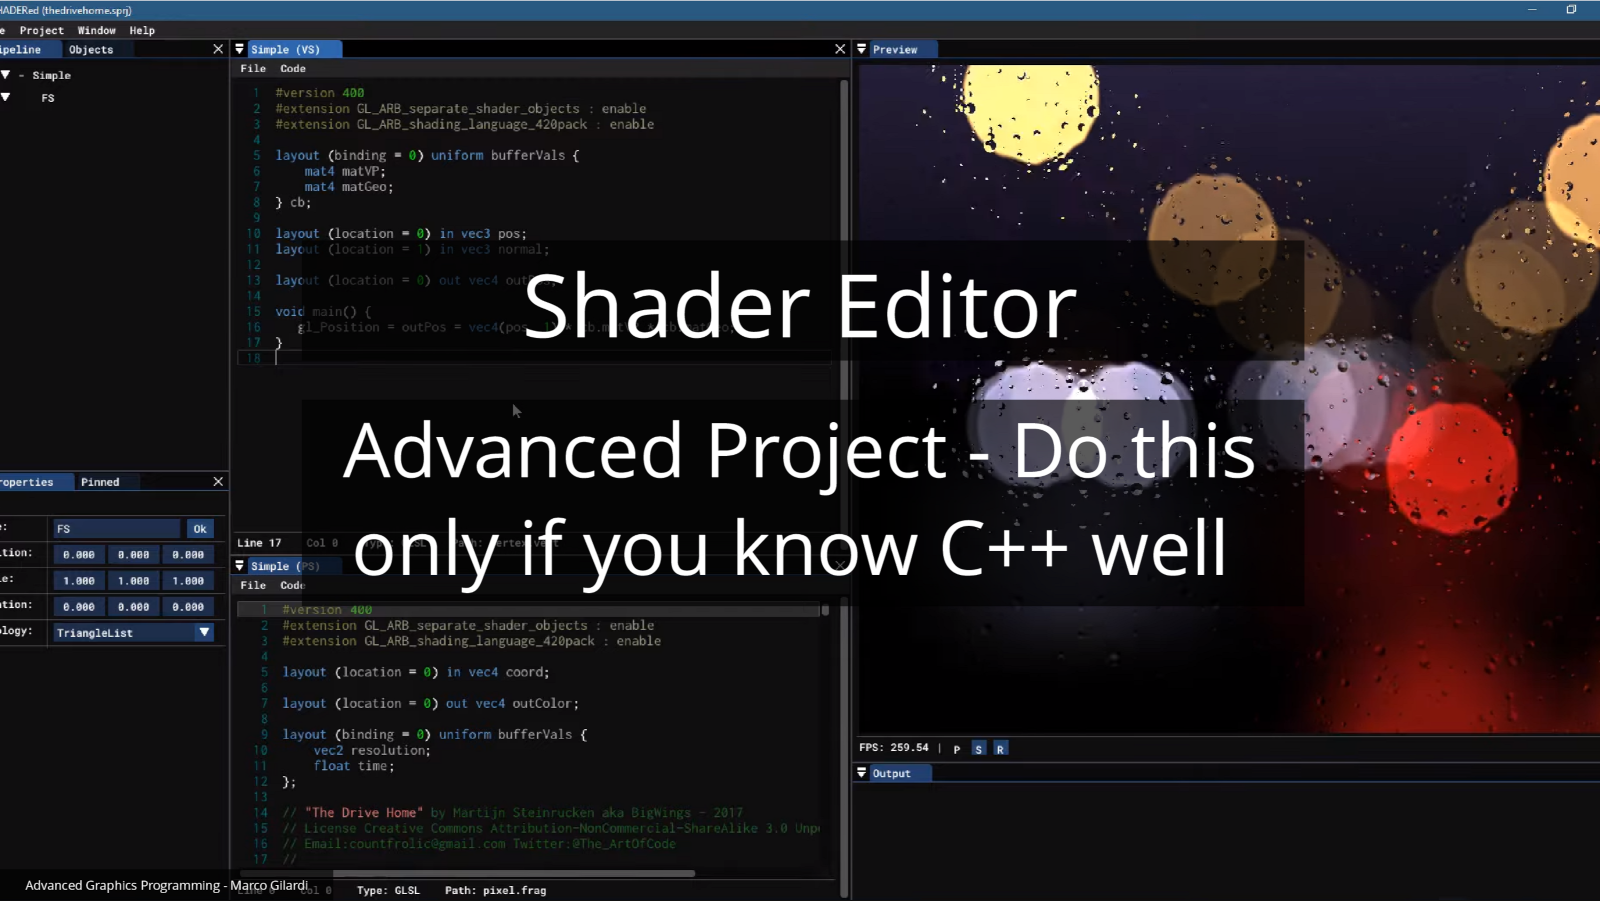 HADERed (thedrivehome.sprj)
e Project Window Help
ipeline Objects
- Simple
FS
Simple (VS)
File Code
1 #version 400
2 #extension GL_ARB_separate_shader_objects : enable
3 #extension GL_ARB_shading_language_420pack : enable
4
5 layout (binding = 0) uniform bufferVals {
6 mat4 matVP;
7 mat4 matGeo;
8 } cb;
9
10 layout (location = 0) in vec3 pos;
11 layout (location = 1) in vec3 normal;
12
13 layout (location = 0) out vec4
14
15 void main() {
16 gl_Position = outPos = vec4(pos
17 }
18
Shader Editor
Advanced Project - Do this
only if you know C++ well
Line 17 Col 0
Simple (PS)
File Code
1 #version 400
2 #extension GL_ARB_separate_shader_objects : enable
3 #extension GL_ARB_shading_language_420pack : enable
4
5 layout (location = 0) in vec4 coord;
6
7 layout (location = 0) out vec4 outColor;
8
9 layout (binding = 0) uniform bufferVals {
10 vec2 resolution;
11 float time;
12 };
13
14 // "The Drive Home" by Martijn Steinrucken aka BigWings - 2017
15 // License Creative Commons Attribution-NonCommercial-ShareAlike 3.0 Unp
16 // Email:countfrolic@gmail.com Twitter:@The_ArtOfCode
17 //
Col 0 Type: GLSL Path: pixel.frag
roperties Pinned
e: FS Ok
ition: 0.000 0.000 0.000
le: 1.000 1.000 1.000
ation: 0.000 0.000 0.000
ology: TriangleList
Preview
FPS: 259.54 | P S R
Output
Advanced Graphics Programming - Marco Gilardi